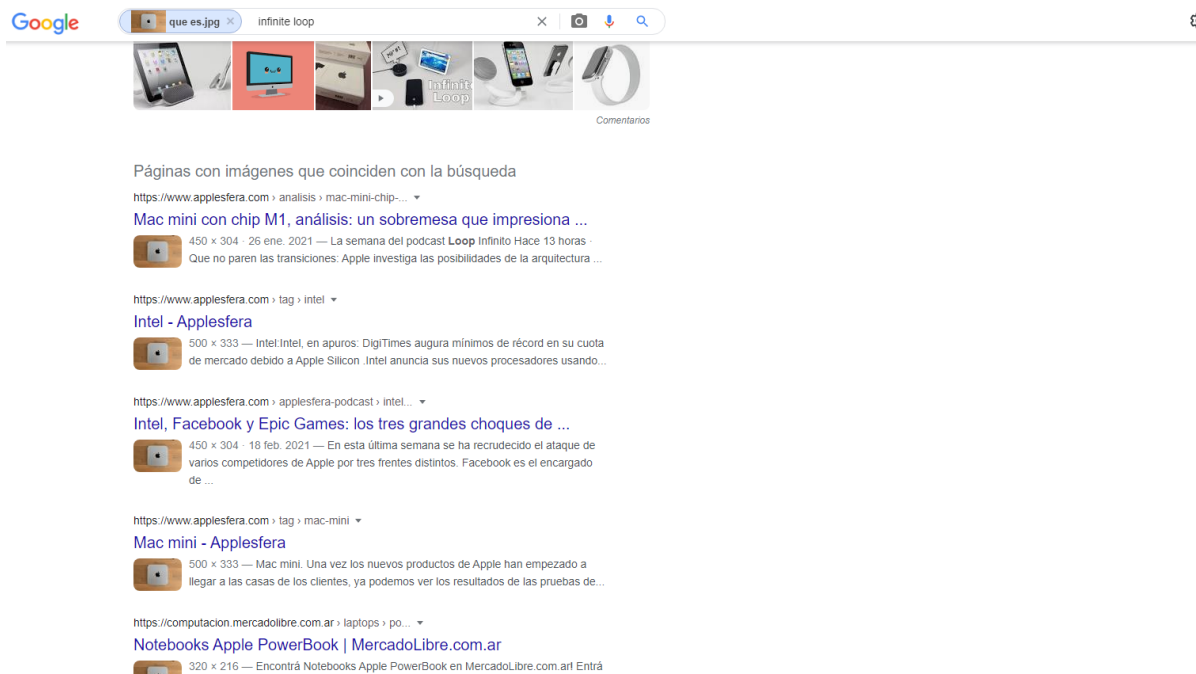 Google
que es.jpg
infinite loop
Infinite
Loop
Comentarios
Páginas con imágenes que coinciden con la búsqueda
https://www.applesfera.com › analisis › mac-mini-chip-...
Mac mini con chip M1, análisis: un sobremesa que impresiona ...
450 × 304 · 26 ene. 2021 — La semana del podcast Loop Infinito Hace 13 horas ·
Que no paren las transiciones: Apple investiga las posibilidades de la arquitectura ...
https://www.applesfera.com › tag › intel
Intel - Applesfera
500 × 333 — Intel:Intel, en apuros: DigiTimes augura mínimos de récord en su cuota
de mercado debido a Apple Silicon .Intel anuncia sus nuevos procesadores usando...
https://www.applesfera.com › applesfera-podcast › intel...
Intel, Facebook y Epic Games: los tres grandes choques de ...
450 × 304 · 18 feb. 2021 — En esta última semana se ha recrudecido el ataque de
varios competidores de Apple por tres frentes distintos. Facebook es el encargado
de ...
https://www.applesfera.com › tag › mac-mini
Mac mini - Applesfera
500 × 333 — Mac mini. Una vez los nuevos productos de Apple han empezado a
llegar a las casas de los clientes, ya podemos ver los resultados de las pruebas de...
https://computacion.mercadolibre.com.ar › laptops › po...
Notebooks Apple PowerBook | MercadoLibre.com.ar
320 × 216 — Encontrá Notebooks Apple PowerBook en MercadoLibre.com.ar! Entrá